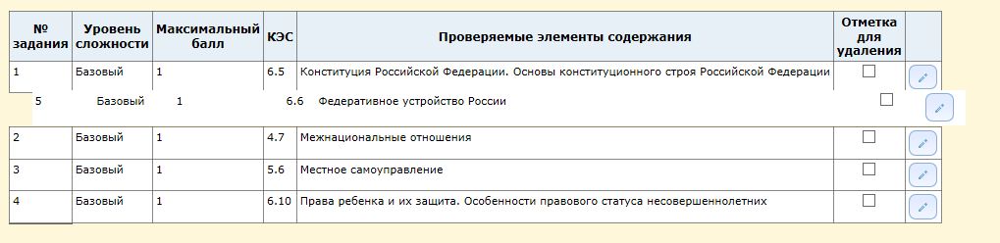 № задания Уровень сложности Максимальный балл КЭС Проверяемые элементы содержания Отметка для удаления
1 Базовый 1 6.5 Конституция Российской Федерации. Основы конституционного строя Российской Федерации
5 Базовый 1 6.6 Федеративное устройство России
2 Базовый 1 4.7 Межнациональные отношения
3 Базовый 1 5.6 Местное самоуправление
4 Базовый 1 6.10 Права ребенка и их защита. Особенности правового статуса несовершеннолетних